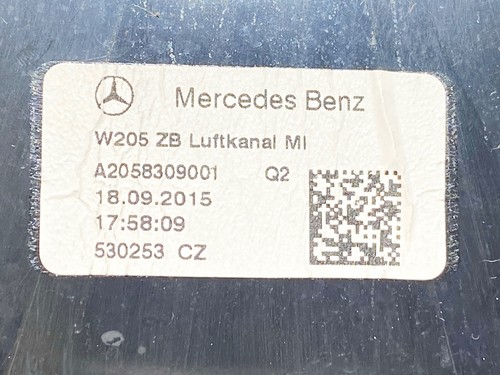 Mercedes Benz
W205 ZB Luftkanal MI
A2058309001 Q2
18.09.2015
17:58:09
530253 CZ